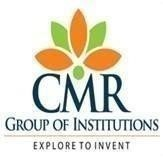 CMR
GROUP OF INSTITUTIONS
EXPLORE TO INVENT